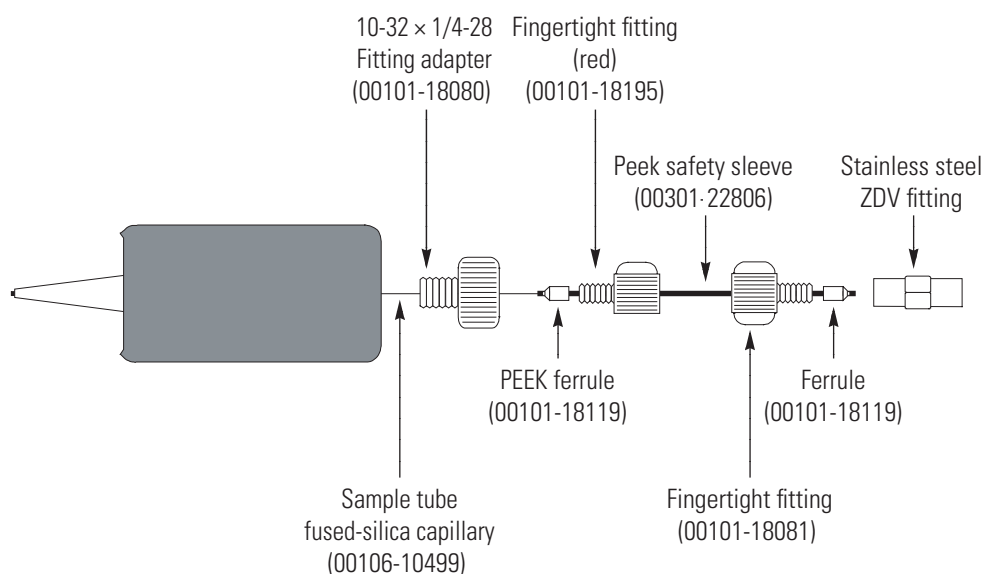 10-32 × 1/4-28
Fitting adapter
(00101-18080)
Fingertight fitting
(red)
(00101-18195)
Peek safety sleeve
(00301-22806)
Stainless steel
ZDV fitting
PEEK ferrule
(00101-18119)
Ferrule
(00101-18119)
Sample tube
fused-silica capillary
(00106-10499)
Fingertight fitting
(00101-18081)